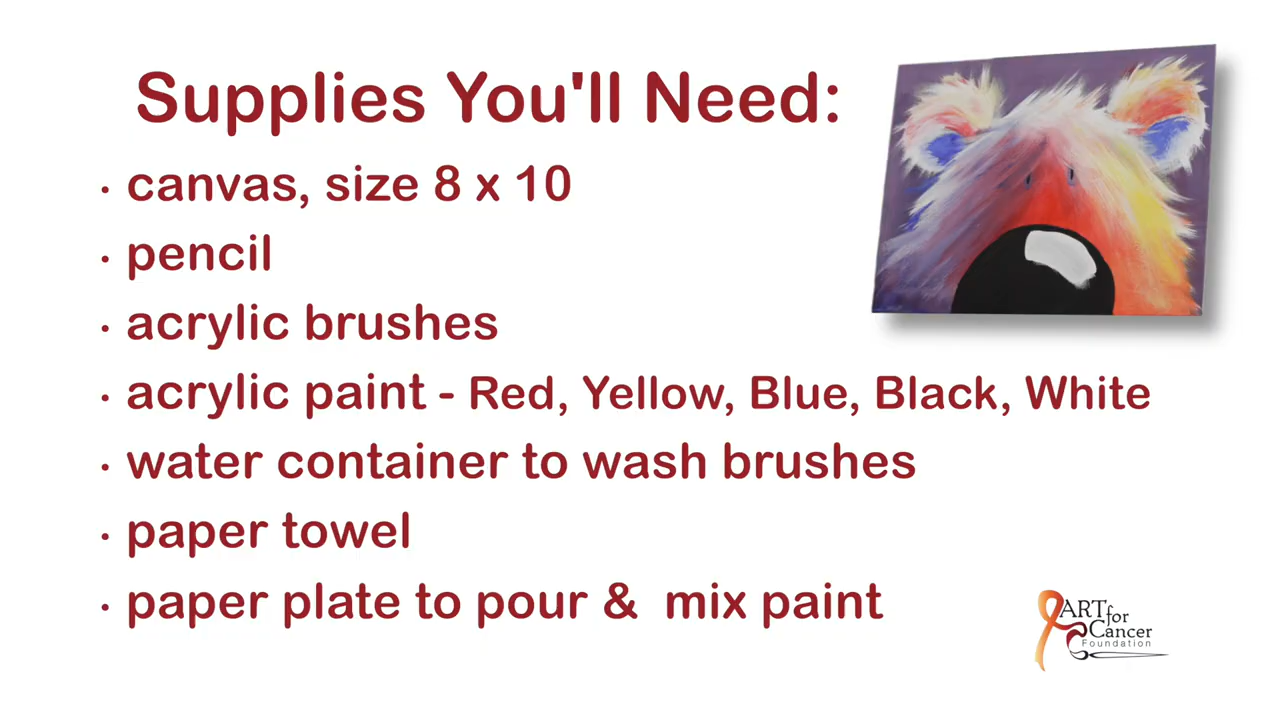 Supplies You'll Need:
· canvas, size 8 x 10
· pencil
· acrylic brushes
· acrylic paint - Red, Yellow, Blue, Black, White
· water container to wash brushes
· paper towel
· paper plate to pour & mix paint
ART for
Cancer
Foundation